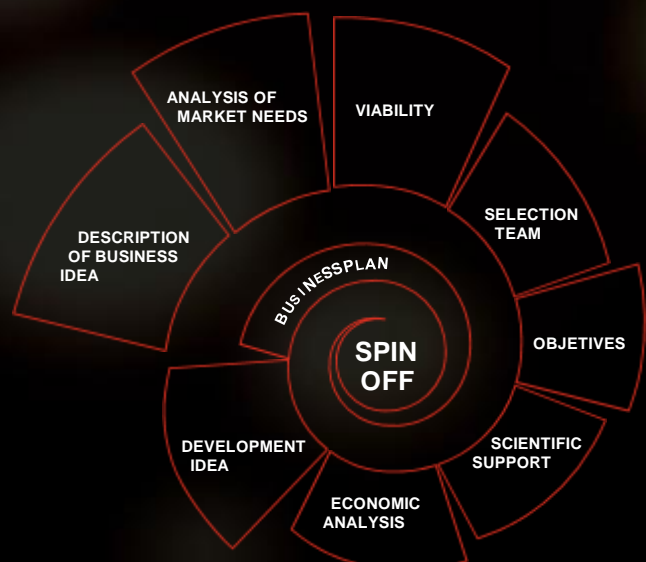 ANALYSIS OF
MARKET NEEDS
VIABILITY
SELECTION
TEAM
DESCRIPTION
OF BUSINESS
IDEA
BUSINESSPLAN
OBJETIVES
SPIN
OFF
SCIENTIFIC
SUPPORT
DEVELOPMENT
IDEA
ECONOMIC
ANALYSIS